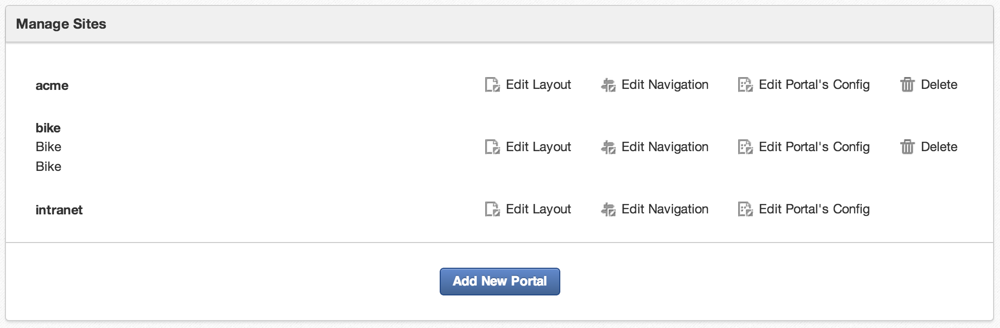 Manage Sites
acme Edit Layout Edit Navigation Edit Portal's Config Delete
bike
Bike Edit Layout Edit Navigation Edit Portal's Config Delete
Bike
intranet Edit Layout Edit Navigation Edit Portal's Config
Add New Portal